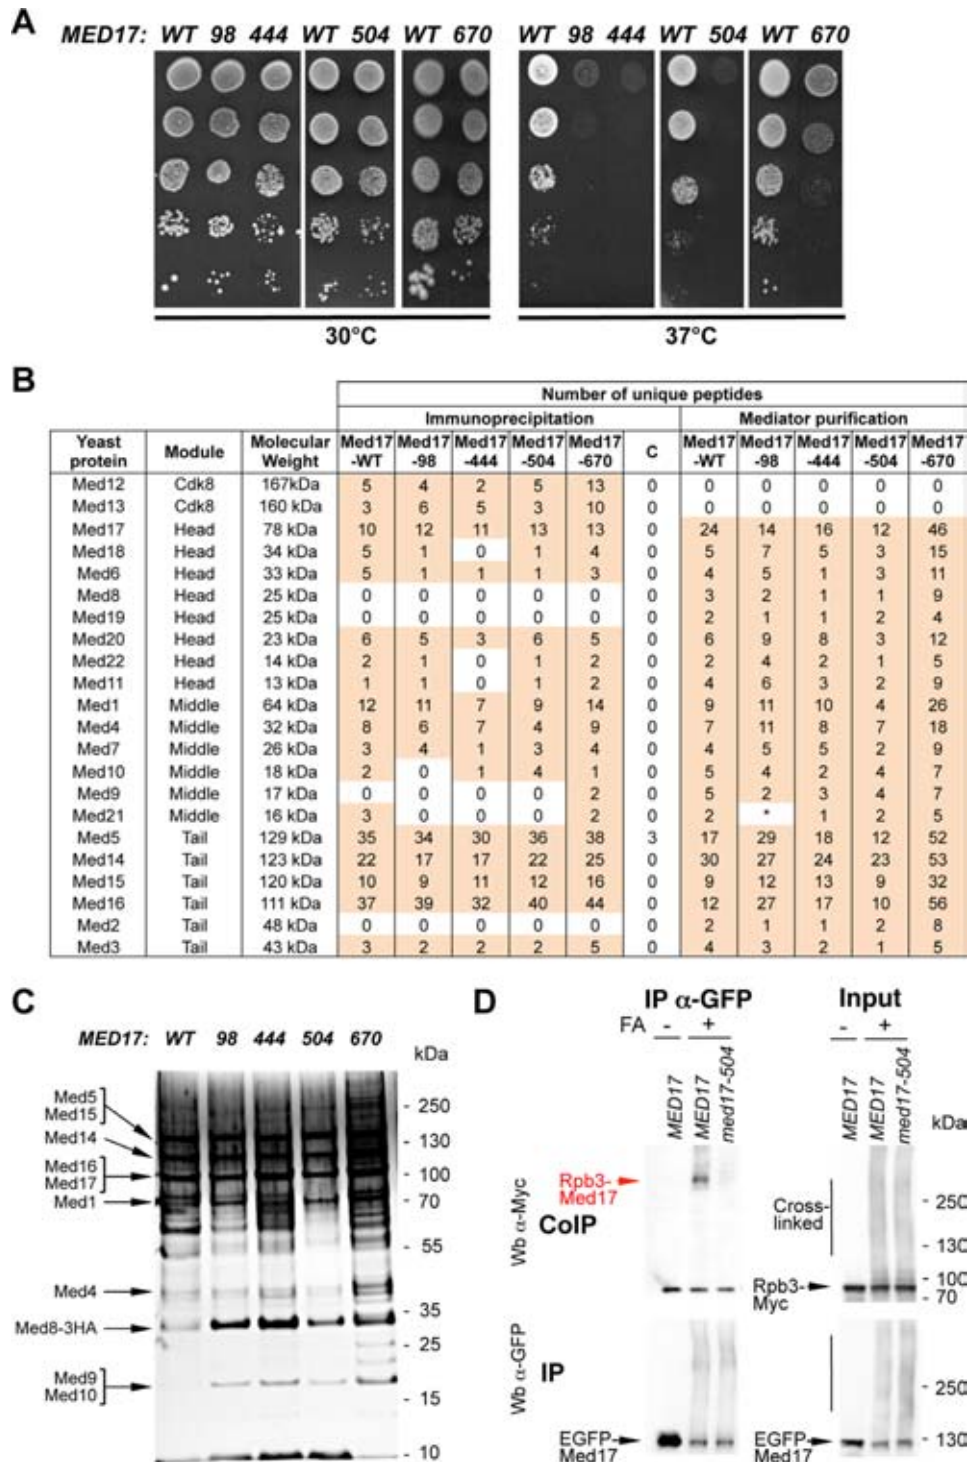 A
MED17: WT 98 444 WT 504 WT 670 WT 98 444 WT 504 WT 670
30°C 37°C
B
Number of unique peptides
Immunoprecipitation Mediator purification
Yeast protein Module Molecular Weight Med17 -WT Med17 -98 Med17 -444 Med17 -504 Med17 -670 C Med17 -WT Med17 -98 Med17 -444 Med17 -504 Med17 -670
Med12 Cdk8 167kDa 5 4 2 5 13 0 0 0 0 0 0
Med13 Cdk8 160 kDa 3 6 5 3 10 0 0 0 0 0 0
Med17 Head 78 kDa 10 12 11 13 13 0 24 14 16 12 46
Med18 Head 34 kDa 5 1 0 1 4 0 5 7 5 3 15
Med6 Head 33 kDa 5 1 1 1 3 0 4 5 1 3 11
Med8 Head 25 kDa 0 0 0 0 0 0 3 2 1 1 9
Med19 Head 25 kDa 0 0 0 0 0 0 2 1 1 2 4
Med20 Head 23 kDa 6 5 3 6 5 0 6 9 8 3 12
Med22 Head 14 kDa 2 1 0 1 2 0 2 4 2 1 5
Med11 Head 13 kDa 1 1 0 1 2 0 4 6 3 2 9
Med1 Middle 64 kDa 12 11 7 9 14 0 9 11 10 4 26
Med4 Middle 32 kDa 8 6 7 4 9 0 7 11 8 7 18
Med7 Middle 26 kDa 3 4 1 3 4 0 4 5 5 2 9
Med10 Middle 18 kDa 2 0 1 4 1 0 5 4 2 4 7
Med9 Middle 17 kDa 0 0 0 0 2 0 5 2 3 4 7
Med21 Middle 16 kDa 3 0 0 0 2 0 2 * 1 2 5
Med5 Tail 129 kDa 35 34 30 36 38 3 17 29 18 12 52
Med14 Tail 123 kDa 22 17 17 22 25 0 30 27 24 23 53
Med15 Tail 120 kDa 10 9 11 12 16 0 9 12 13 9 32
Med16 Tail 111 kDa 37 39 32 40 44 0 12 27 17 10 56
Med2 Tail 48 kDa 0 0 0 0 0 0 2 1 1 2 8
Med3 Tail 43 kDa 3 2 2 2 5 0 4 3 2 1 5
C
MED17: WT 98 444 504 670
kDa
Med5
Med15
Med14
Med16
Med17
Med1
Med4
Med8-3HA
Med9
Med10
- 250
- 130
- 100
- 70
- 55
- 35
- 25
- 15
- 10
D
IP α-GFP Input
FA - + - +
MED17 MED17 med17-504 MED17 MED17 med17-504
kDa
Wb α-Myc
Rpb3-
Med17
CoIP
Cross-
linked
Rpb3-
Myc
- 250
- 130
- 100
- 70
Wb α-GFP
IP
EGFP
Med17
EGFP
Med17
- 250
- 130